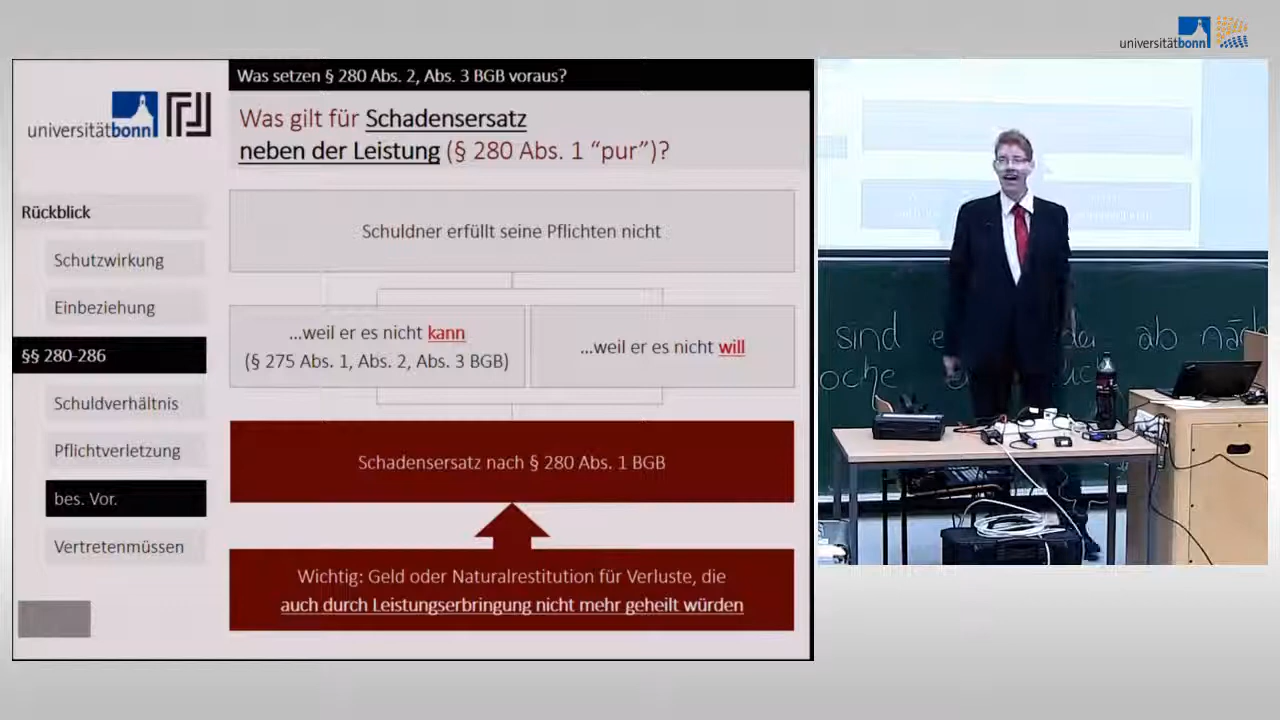 universitätbonn
Was setzen § 280 Abs. 2, Abs. 3 BGB voraus?
universitätbonn
Was gilt für Schadensersatz
neben der Leistung (§ 280 Abs. 1 “pur”)?
Rückblick
Schutzwirkung
Einbeziehung
§§ 280-286
Schuldverhältnis
Pflichtverletzung
bes. Vor.
Vertretenmüssen
Schuldner erfüllt seine Pflichten nicht
...weil er es nicht kann
(§ 275 Abs. 1, Abs. 2, Abs. 3 BGB)
...weil er es nicht will
Schadensersatz nach § 280 Abs. 1 BGB
Wichtig: Geld oder Naturalrestitution für Verluste, die
auch durch Leistungserbringung nicht mehr geheilt würden
sind ab